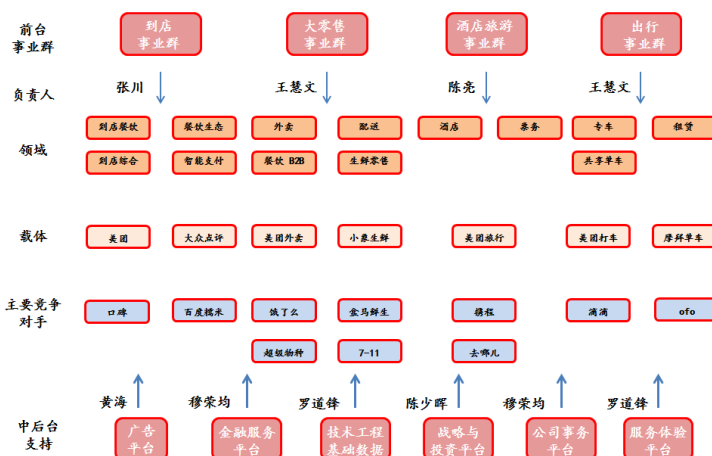 前台 到店 大零售 酒店旅游 出行
事业群 事业群 事业群 事业群 事业群
负责人 张川 王慧文 陈亮 王慧文
到店餐饮 餐饮生态 外卖 配送 酒店 票务 专车 租赁
领域
到店综合 智能支付 餐饮 B2B 生鲜零售 共享单车
载体 美团 大众点评 美团外卖 小象生鲜 美团旅行 美团打车 摩拜单车
主要竞争
对手 口碑 百度糯米 饿了么 盒马鲜生 携程 滴滴 ofo
超级物种 7-11 去哪儿
黄海 穆荣均 罗道锋 陈少晖 穆荣均 罗道锋
中后台 广告 金融服务 技术工程 战略与 公司事务 服务体验
支持 平台 平台 基础数据 投资平台 平台 平台